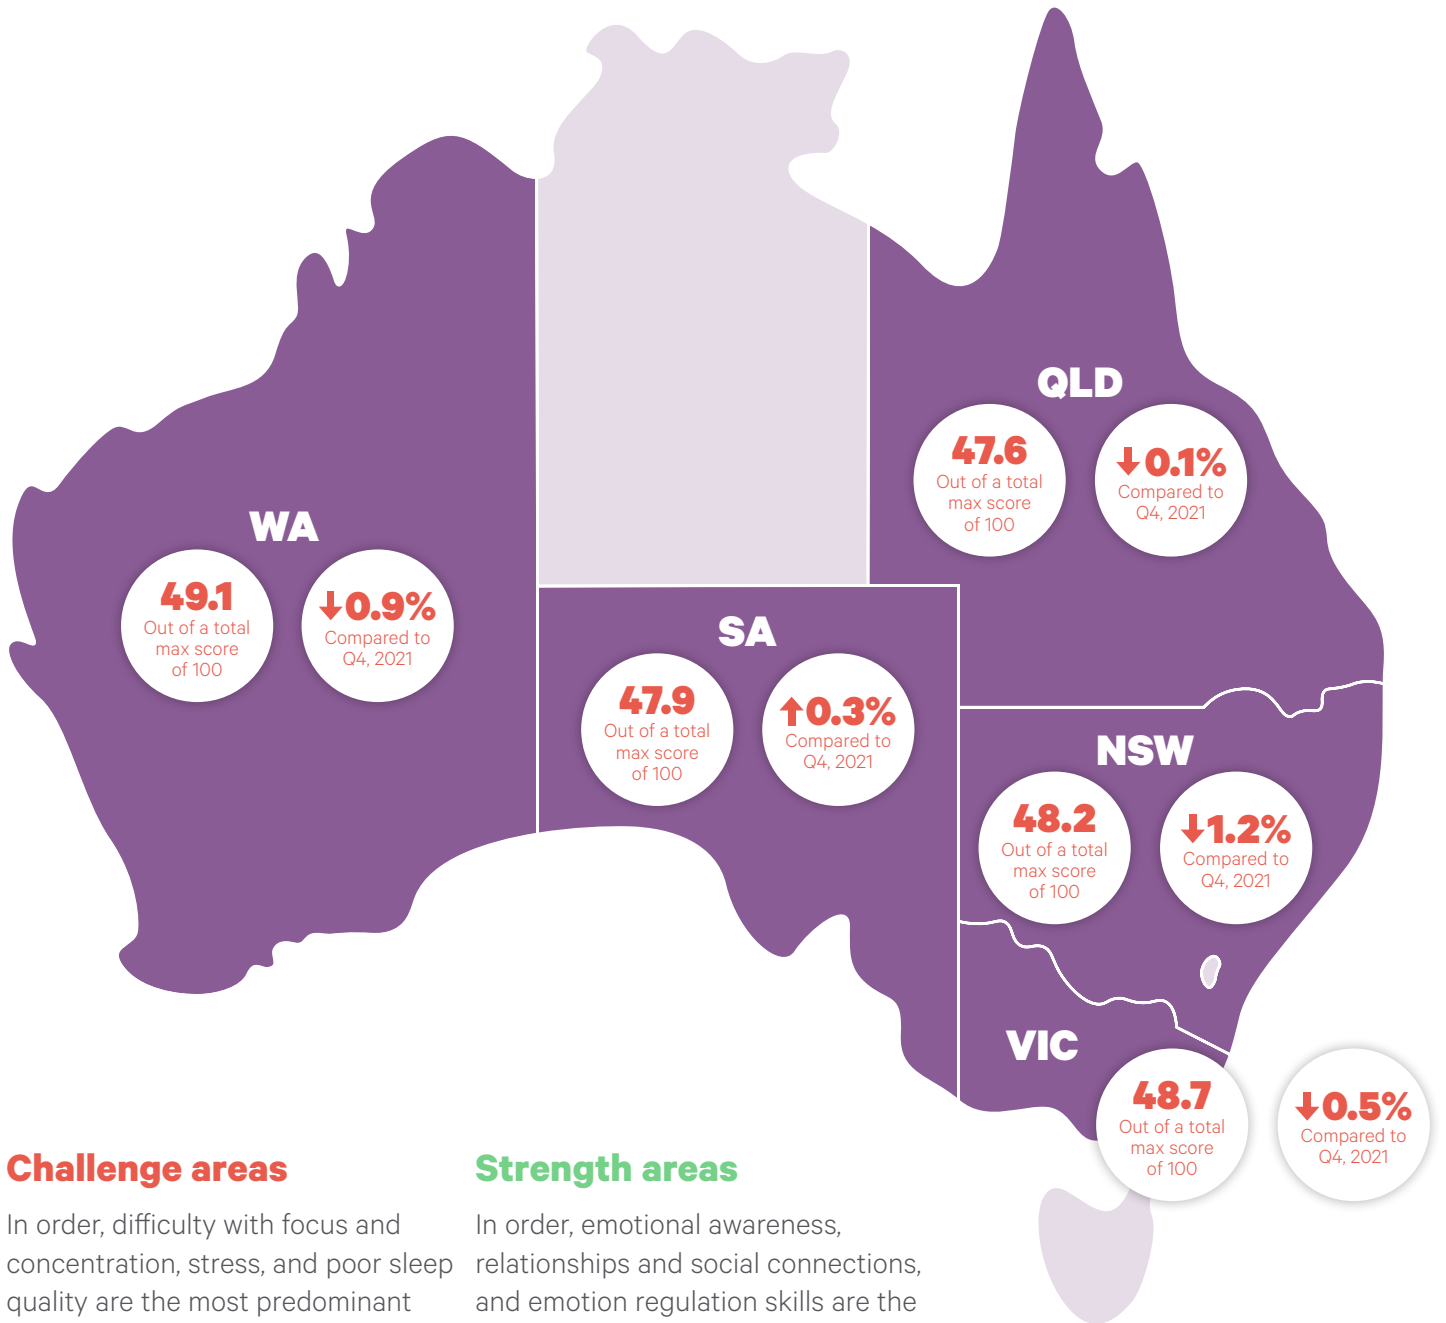 QLD
47.6
Out of a total
max score
of 100
↓0.1%
Compared to
Q4, 2021
WA
49.1
Out of a total
max score
of 100
↓0.9%
Compared to
Q4, 2021
SA
47.9
Out of a total
max score
of 100
↑0.3%
Compared to
Q4, 2021
NSW
48.2
Out of a total
max score
of 100
↓1.2%
Compared to
Q4, 2021
VIC
48.7
Out of a total
max score
of 100
↓0.5%
Compared to
Q4, 2021
Challenge areas
In order, difficulty with focus and
concentration, stress, and poor sleep
quality are the most predominant
Strength areas
In order, emotional awareness,
relationships and social connections,
and emotion regulation skills are the